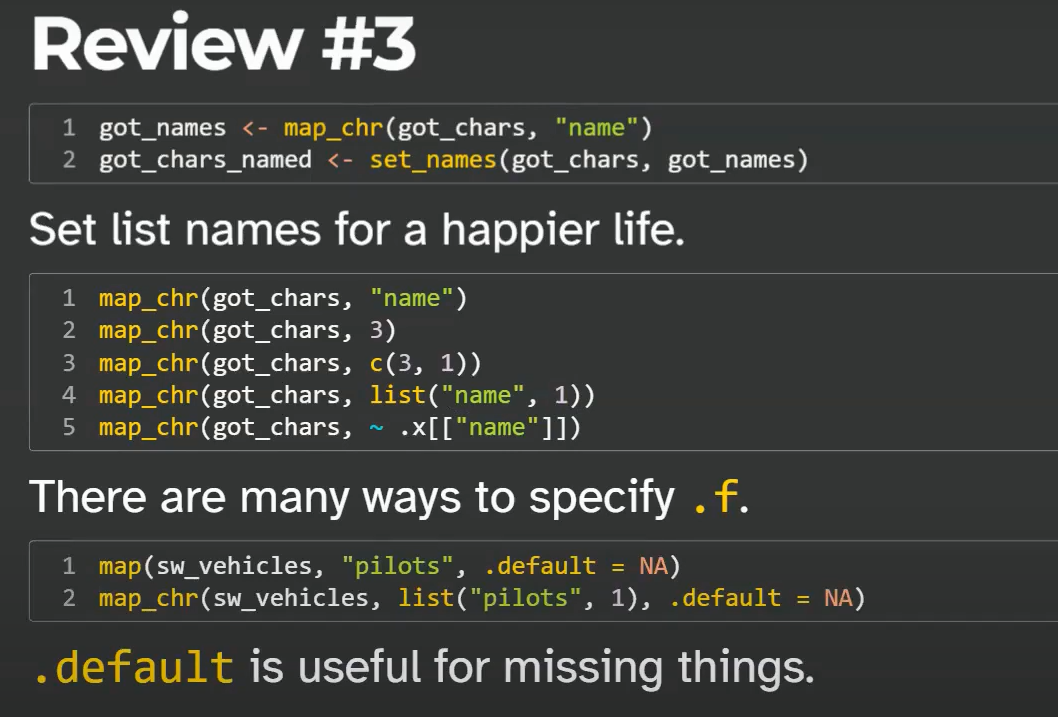 Review #3
1 got_names <- map_chr(got_chars, "name")
2 got_chars_named <- set_names(got_chars, got_names)
Set list names for a happier life.
1 map_chr(got_chars, "name")
2 map_chr(got_chars, 3)
3 map_chr(got_chars, c(3, 1))
4 map_chr(got_chars, list("name", 1))
5 map_chr(got_chars, ~ .x[["name"]])
There are many ways to specify .f.
1 map(sw_vehicles, "pilots", .default = NA)
2 map_chr(sw_vehicles, list("pilots", 1), .default = NA)
.default is useful for missing things.